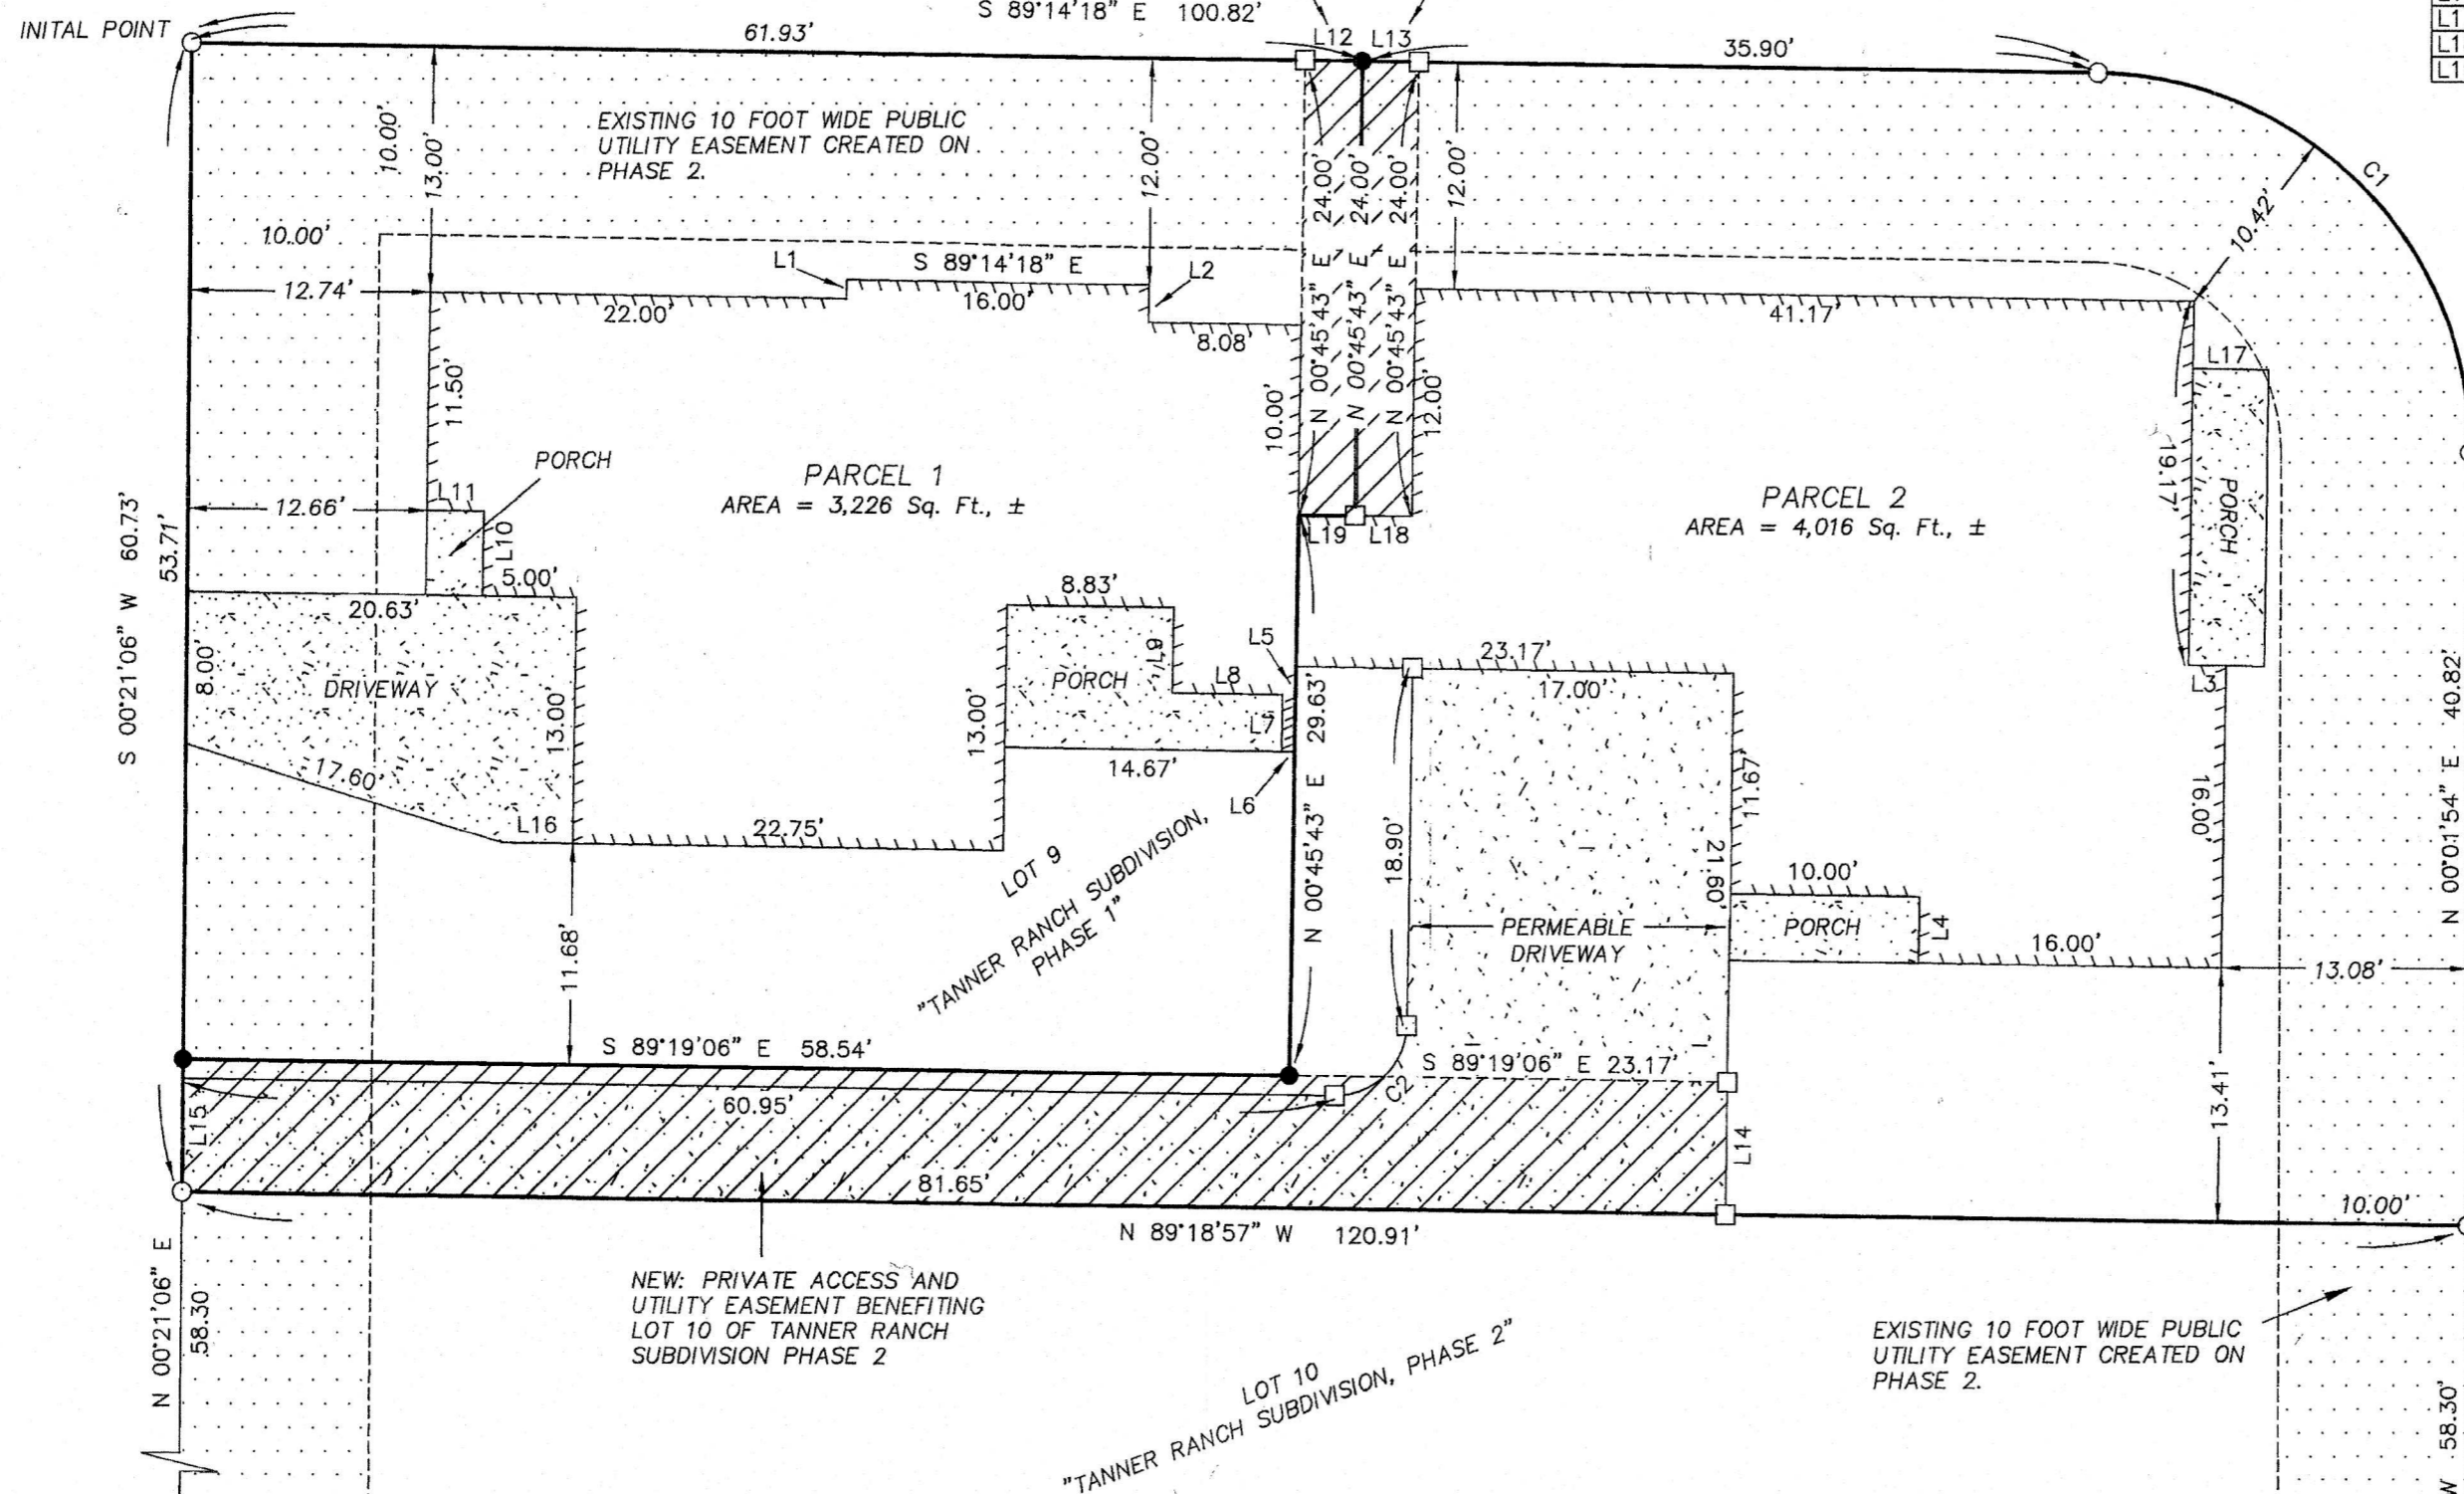 S 89°14'18" E 100.82'
INITAL POINT
61.93'
L12 L13
35.90'
L1
L1
L1
C1
10.00'
13.00'
EXISTING 10 FOOT WIDE PUBLIC
UTILITY EASEMENT CREATED ON
PHASE 2.
12.00'
24.00'
24.00'
24.00'
12.00'
10.42'
10.00'
L1
S 89°14'18" E
L2
12.74'
22.00'
16.00'
8.08'
41.17'
N 00°45'43" E
N 00°45'43" E
N 00°45'43" E
L17
11.50'
10.00'
12.00'
PORCH
PARCEL 1
AREA = 3,226 Sq. Ft., ±
PARCEL 2
AREA = 4,016 Sq. Ft., ±
19.17'
PORCH
L11
12.66'
L10
L19
L18
S 00°21'06" W 60.73'
53.71'
5.00'
20.63'
8.83'
L5
L9
23.17'
8.00'
DRIVEWAY
13.00'
PORCH
L8
L7
17.00'
L3
13.00'
14.67'
17.60'
L6
11.67'
16.00'
L16
22.75'
N 00°45'43" E 29.63'
18.90'
21.60'
10.00'
N 00°01'54" E 40.82'
LOT 9
"TANNER RANCH SUBDIVISION,
PHASE 1"
PERMEABLE
DRIVEWAY
PORCH
L4
16.00'
13.08'
11.68'
S 89°19'06" E 58.54'
S 89°19'06" E 23.17'
C2
60.95'
L15
L14
13.41'
81.65'
10.00'
N 89°18'57" W 120.91'
N 00°21'06" E
58.30
NEW: PRIVATE ACCESS AND
UTILITY EASEMENT BENEFITING
LOT 10 OF TANNER RANCH
SUBDIVISION PHASE 2
EXISTING 10 FOOT WIDE PUBLIC
UTILITY EASEMENT CREATED ON
PHASE 2.
LOT 10
"TANNER RANCH SUBDIVISION, PHASE 2"
W 58.30'